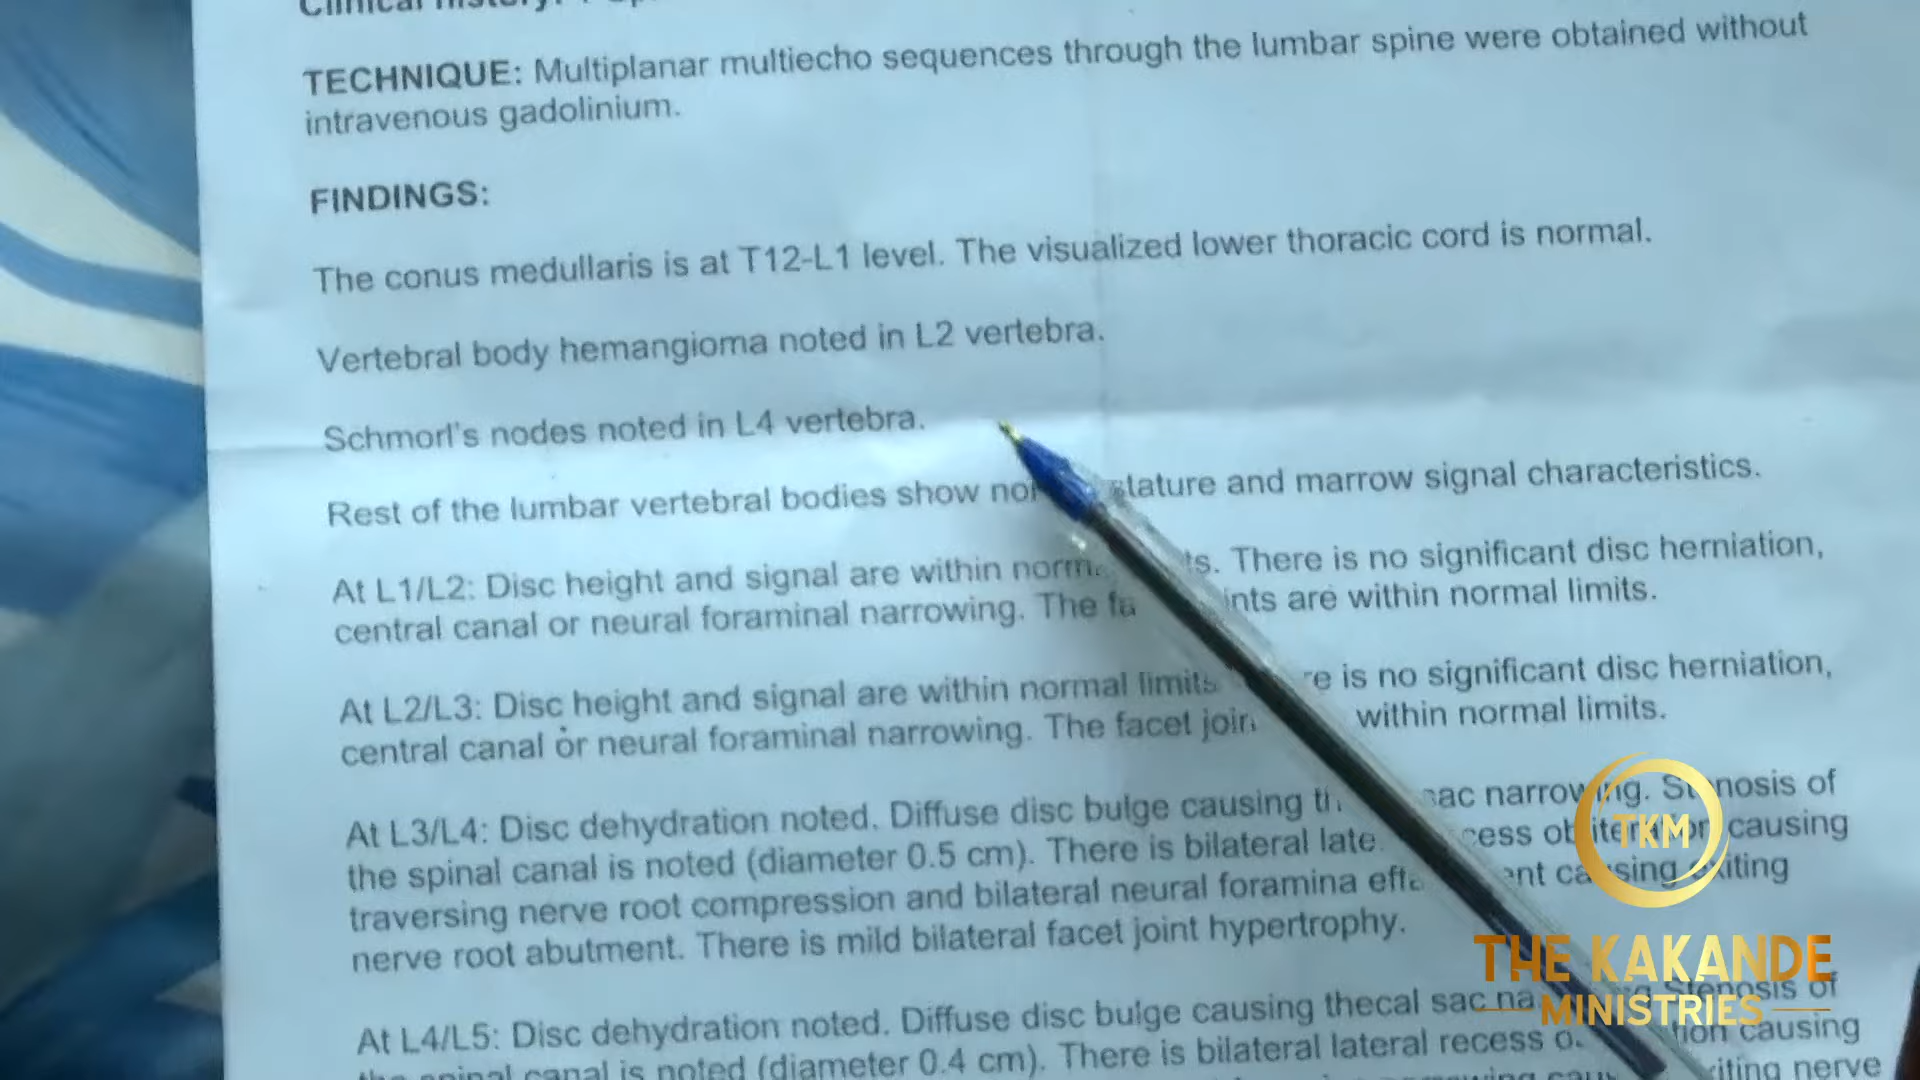 TECHNIQUE: Multiplanar multiecho sequences through the lumbar spine were obtained without
intravenous gadolinium.
FINDINGS:
The conus medullaris is at T12-L1 level. The visualized lower thoracic cord is normal.
Vertebral body hemangioma noted in L2 vertebra.
Schmorl's nodes noted in L4 vertebra.
Rest of the lumbar vertebral bodies show and marrow signal characteristics.
At L1/L2: Disc height and signal are within There is no significant disc herniation,
central canal or neural foraminal narrowing. The are within normal limits.
At L2/L3: Disc height and signal are within normal limits is no significant disc herniation,
central canal or neural foraminal narrowing. The facet within normal limits.
At L3/L4: Disc dehydration noted. Diffuse disc bulge causing sac narrowing. Stenosis of
the spinal canal is noted (diameter 0.5 cm). There is bilateral causing
traversing nerve root compression and bilateral neural foramina causing exiting
nerve root abutment. There is mild bilateral facet joint hypertrophy.
At L4/L5: Disc dehydration noted. Diffuse disc bulge causing thecal sac Stenosis of
the spinal canal is noted (diameter 0.4 cm). There is bilateral lateral recess causing
nerve
TKM
THE KAKANDE
MINISTRIES